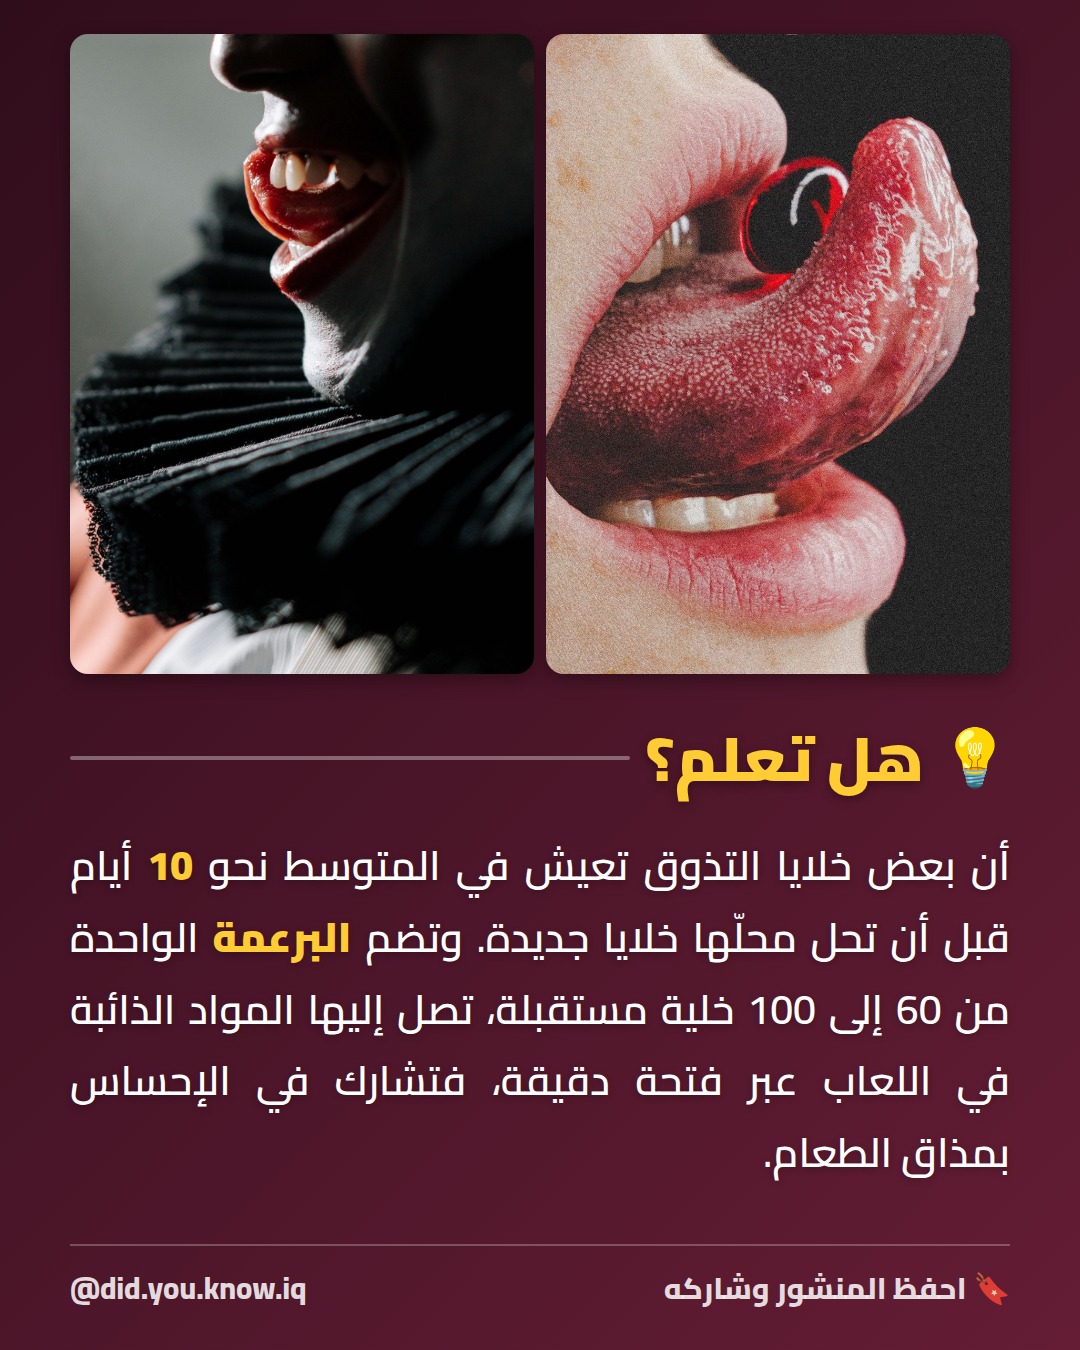 هل تعلم؟
أن بعض خلايا التذوق تعيش في المتوسط نحو 10 أيام
قبل أن تحل محلّها خلايا جديدة. وتضم البرعمة الواحدة
من 60 إلى 100 خلية مستقبلة، تصل إليها المواد الذائبة
في اللعاب عبر فتحة دقيقة، فتشارك في الإحساس
بمذاق الطعام.
احفظ المنشور وشاركه
@did.you.know.iq